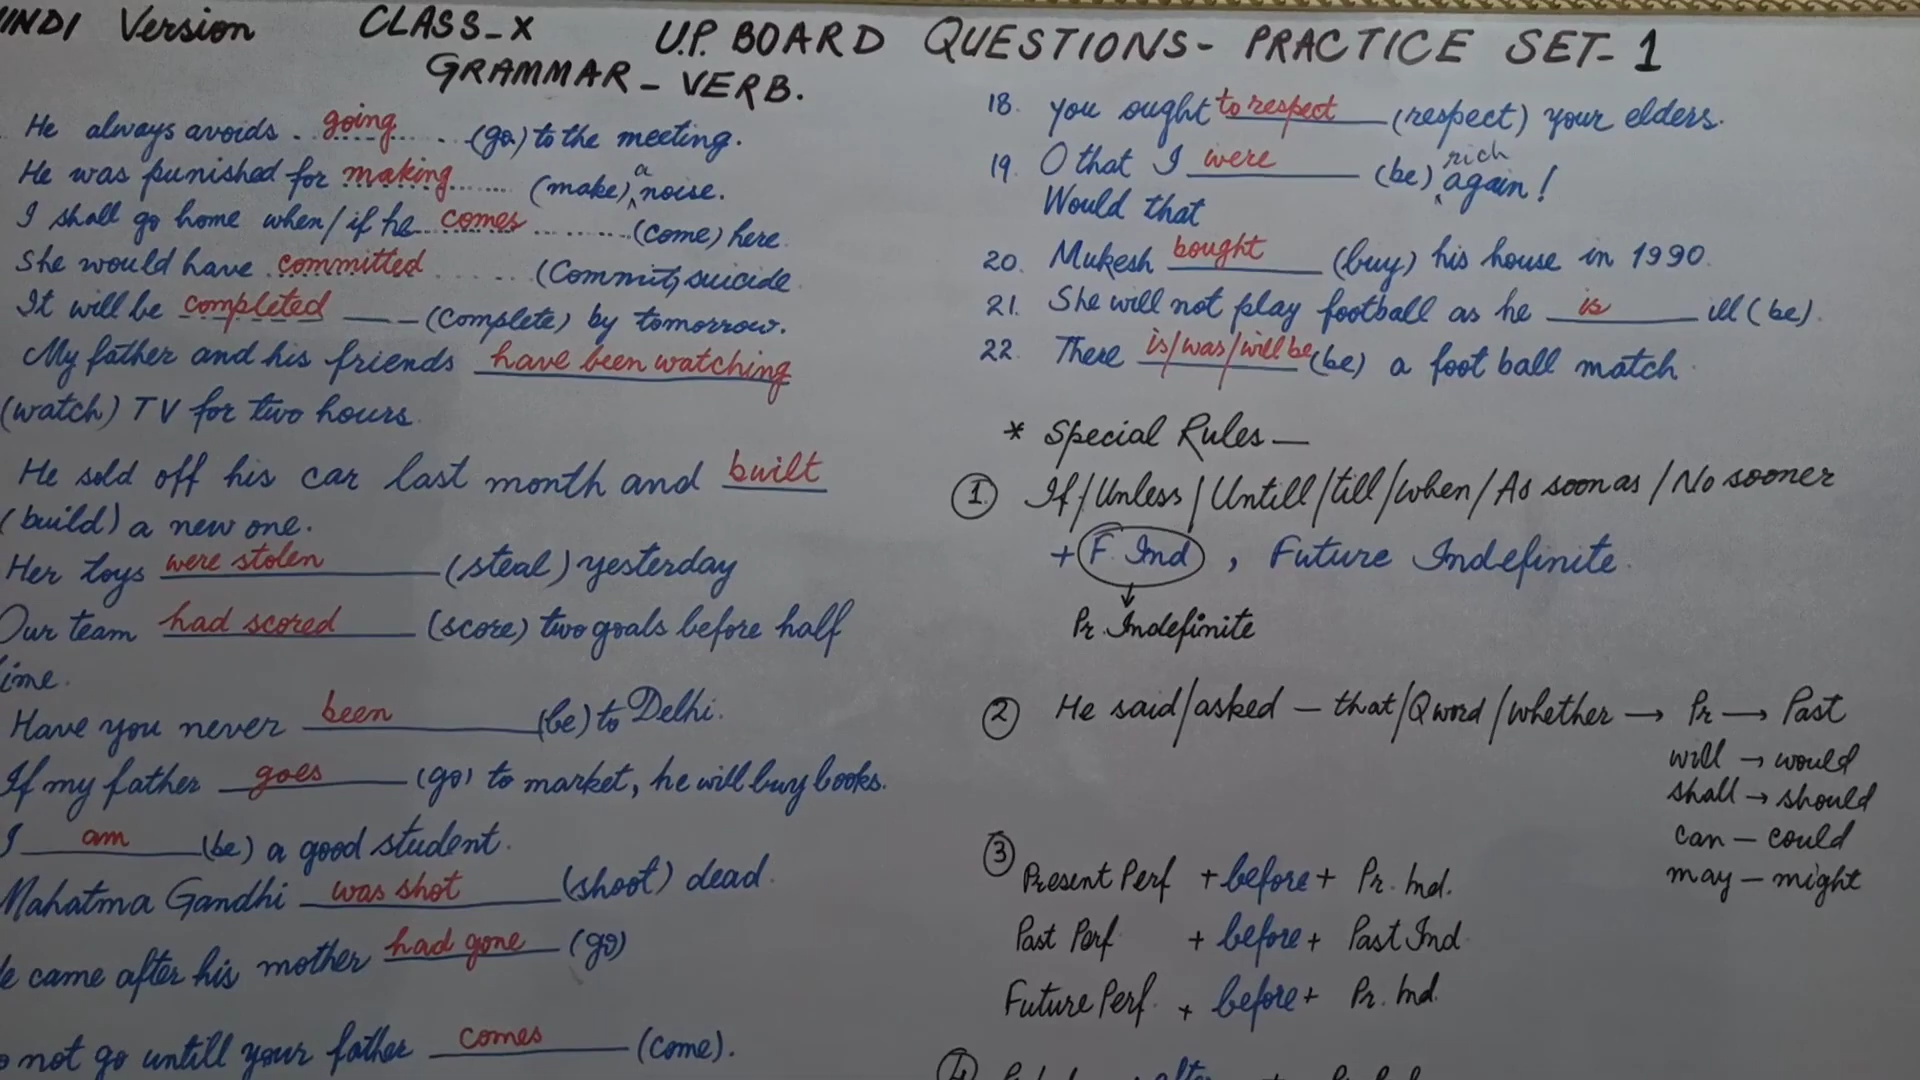 INDI Version CLASS-X U.P. BOARD QUESTIONS- PRACTICE SET-1
GRAMMAR - VERB.
He always avoids going (go) to the meeting.
He was punished for making (make) a noise.
I shall go home when/if he comes (come) here.
She would have committed (Commit) suicide
It will be completed (Complete) by tomorrow.
My father and his friends have been watching
(watch) TV for two hours.
He sold off his car last month and built
(build) a new one.
Her toys were stolen (steal) yesterday
Our team had scored (score) two goals before half
ime.
Have you never been (be) to Delhi.
If my father goes (go) to market, he will buy books.
I am (be) a good student.
Mahatma Gandhi was shot (shoot) dead.
e came after his mother had gone (go)
o not go untill your father comes (come).
18. You ought to respect (respect) your elders.
19. O that I were (be) rich again!
Would that
20. Mukesh bought (buy) his house in 1990.
21. She will not play football as he is ill (be).
22. There is/was/will be (be) a foot ball match.
* Special Rules —
① If/Unless/Untill/till/when/As soon as/No sooner
+ F. Ind, Future Indefinite.
↓
Pr. Indefinite
② He said/asked — that/Qword/whether → Pr → Past
will → would
shall → should
can — could
may — might
③ Present Perf + before + Pr. Ind.
Past Perf + before + Past Ind
Future Perf. + before + Pr. Ind.